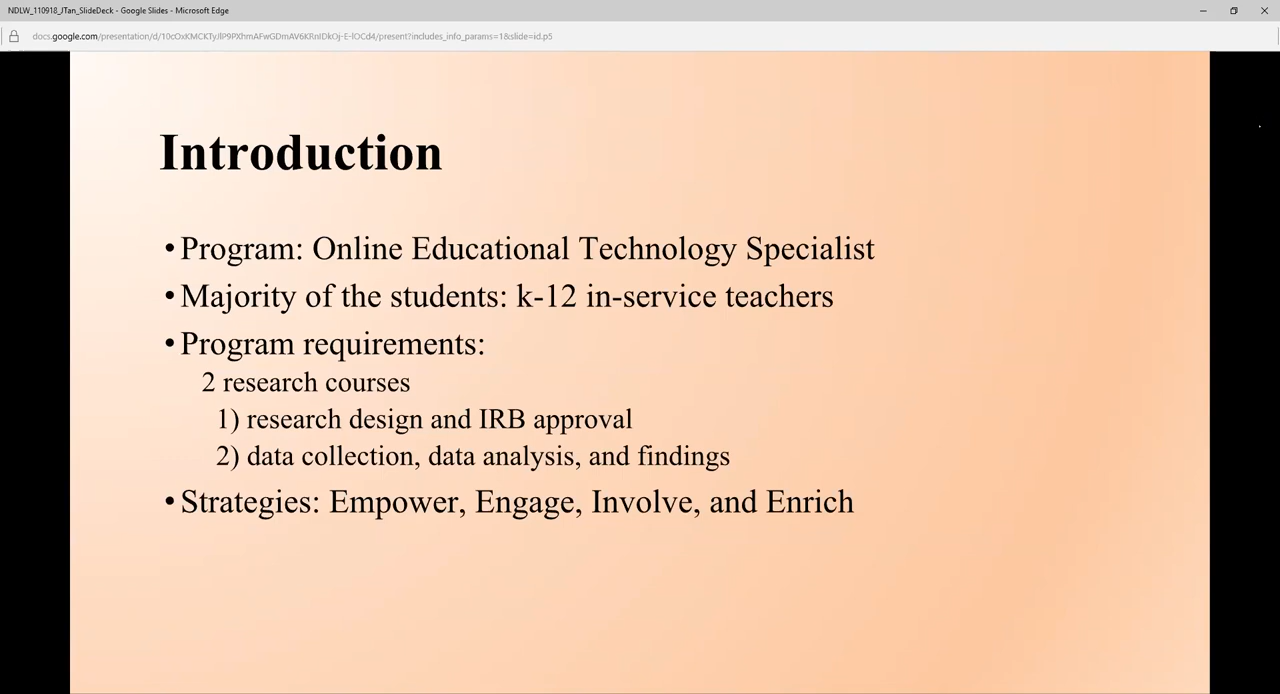 NDLW_110918_JTan_SlideDeck - Google Slides - Microsoft Edge
Introduction
•Program: Online Educational Technology Specialist
•Majority of the students: k-12 in-service teachers
•Program requirements:
2 research courses
1) research design and IRB approval
2) data collection, data analysis, and findings
•Strategies: Empower, Engage, Involve, and Enrich